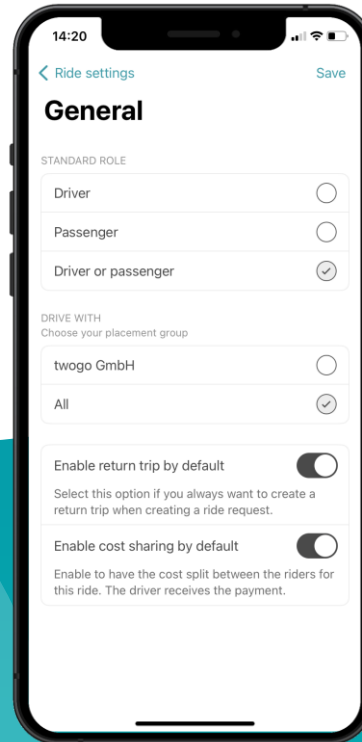 14:20
Ride settings
Save
General
STANDARD ROLE
Driver
Passenger
Driver or passenger
DRIVE WITH
Choose your placement group
twogo GmbH
All
Enable return trip by default
Select this option if you always want to create a
return trip when creating a ride request.
Enable cost sharing by default
Enable to have the cost split between the riders for
this ride. The driver receives the payment.